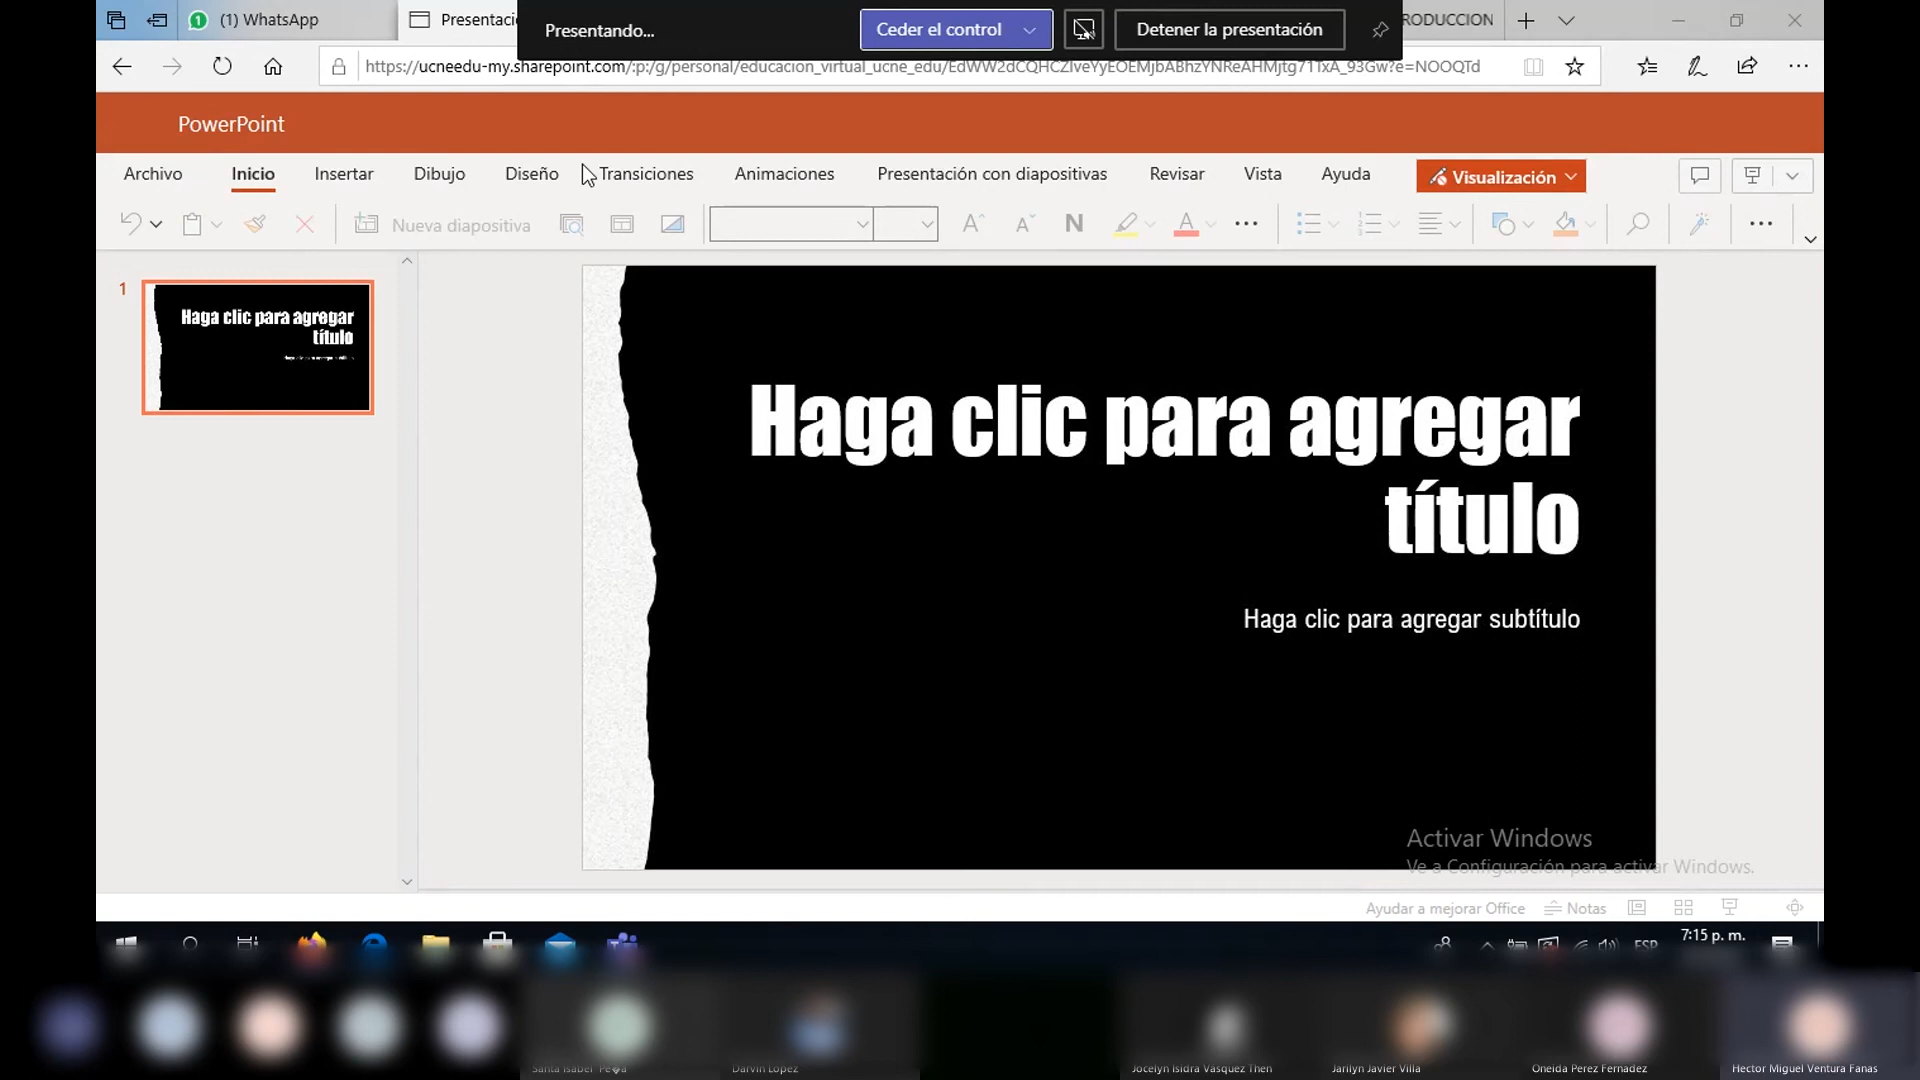 (1) WhatsApp
Presentaci
Presentando...
Ceder el control
Detener la presentación
RODUCCION
https://ucneedu-my.sharepoint.com/:p:/g/personal/educacion_virtual_ucne_edu/
PowerPoint
Archivo Inicio Insertar Dibujo Diseño Transiciones Animaciones Presentación con diapositivas Revisar Vista Ayuda Visualización
Nueva diapositiva
N
1
Haga clic para agregar
título
Haga clic para agregar
título
Haga clic para agregar subtítulo
Activar Windows
Ve a Configuración para activar Windows.
Ayudar a mejorar Office
Notas
ESP
7:15 p. m.
Santa Isabel
Darvin Lopez
Jocelyn Isidra Vasquez Then
Jarilyn Javier Villa
Oneida Perez Fernadez
Hector Miguel Ventura Fanas